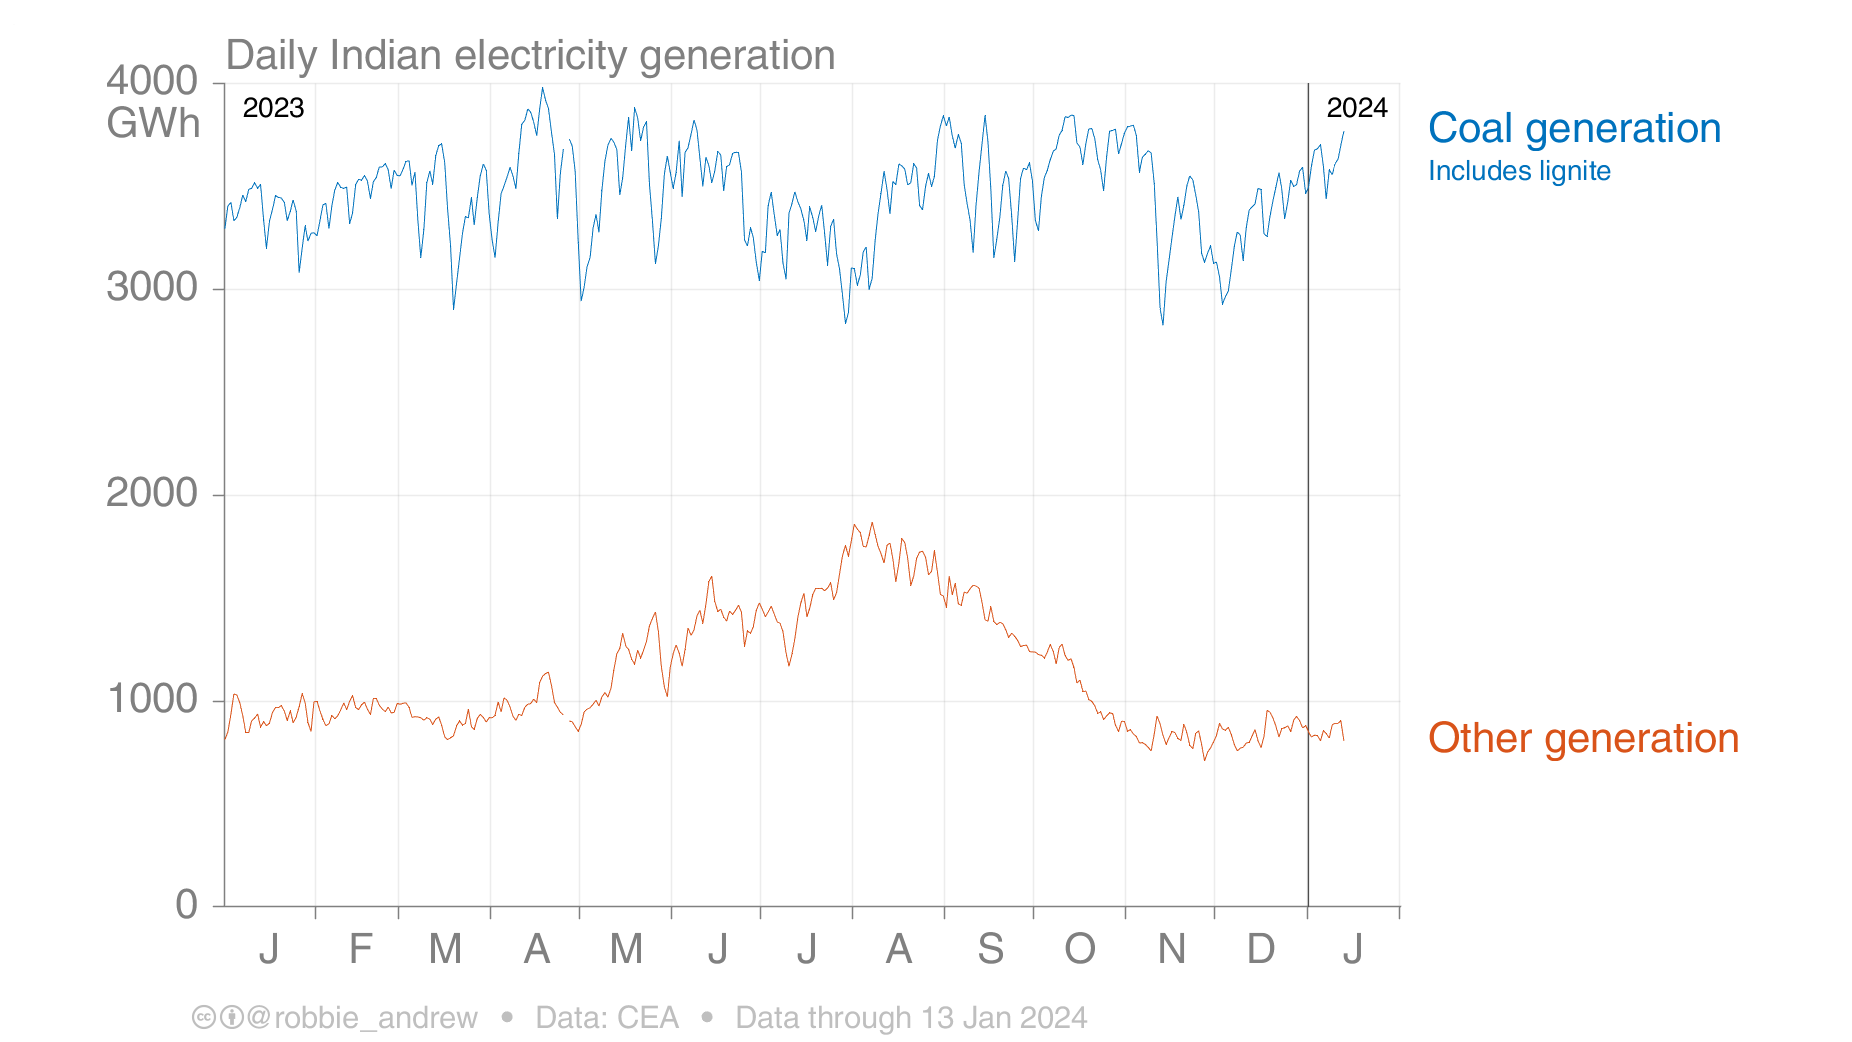 Daily Indian electricity generation
4000
GWh
2023
2024
Coal generation
Includes lignite
3000
2000
1000
Other generation
0
J F M A M J J A S O N D J
cc @robbie_andrew • Data: CEA • Data through 13 Jan 2024